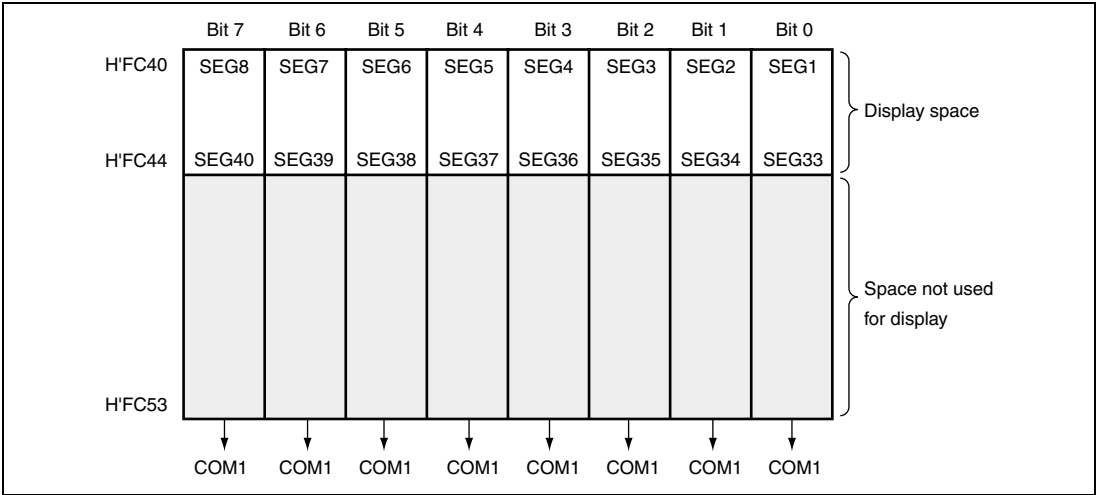 Bit 7 Bit 6 Bit 5 Bit 4 Bit 3 Bit 2 Bit 1 Bit 0
H'FC40 SEG8 SEG7 SEG6 SEG5 SEG4 SEG3 SEG2 SEG1
Display space
H'FC44 SEG40 SEG39 SEG38 SEG37 SEG36 SEG35 SEG34 SEG33
Space not used
for display
H'FC53
COM1 COM1 COM1 COM1 COM1 COM1 COM1 COM1